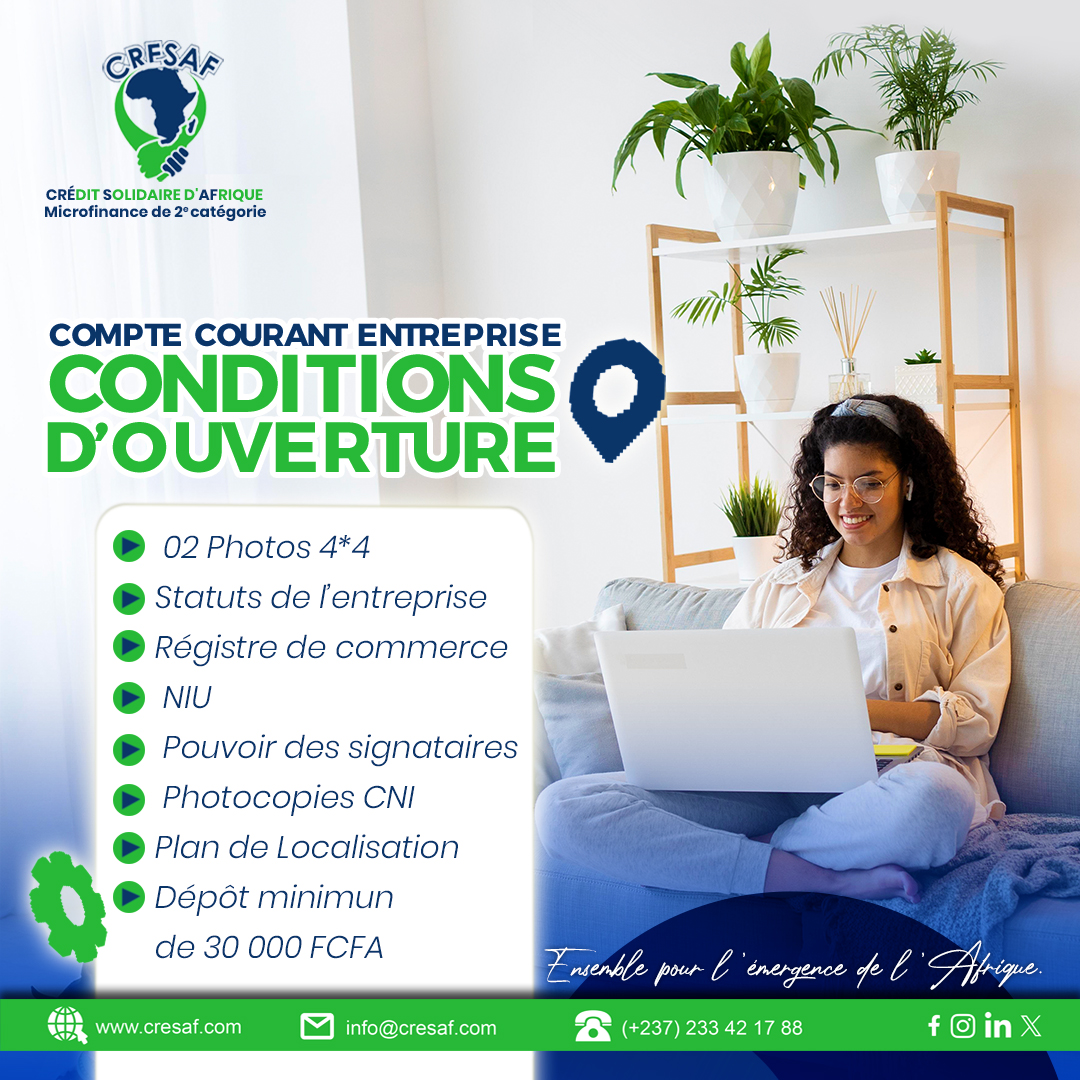 CRESAF
CRÉDIT SOLIDAIRE D'AFRIQUE
Microfinance de 2e catégorie
COMPTE COURANT ENTREPRISE
CONDITIONS
D'OUVERTURE
02 Photos 4*4
Statuts de l'entreprise
Régistre de commerce
NIU
Pouvoir des signataires
Photocopies CNI
Plan de Localisation
Dépôt minimun
de 30 000 FCFA
Ensemble pour l'émergence de l'Afrique.
www.cresaf.com
info@cresaf.com
(+237) 233 42 17 88